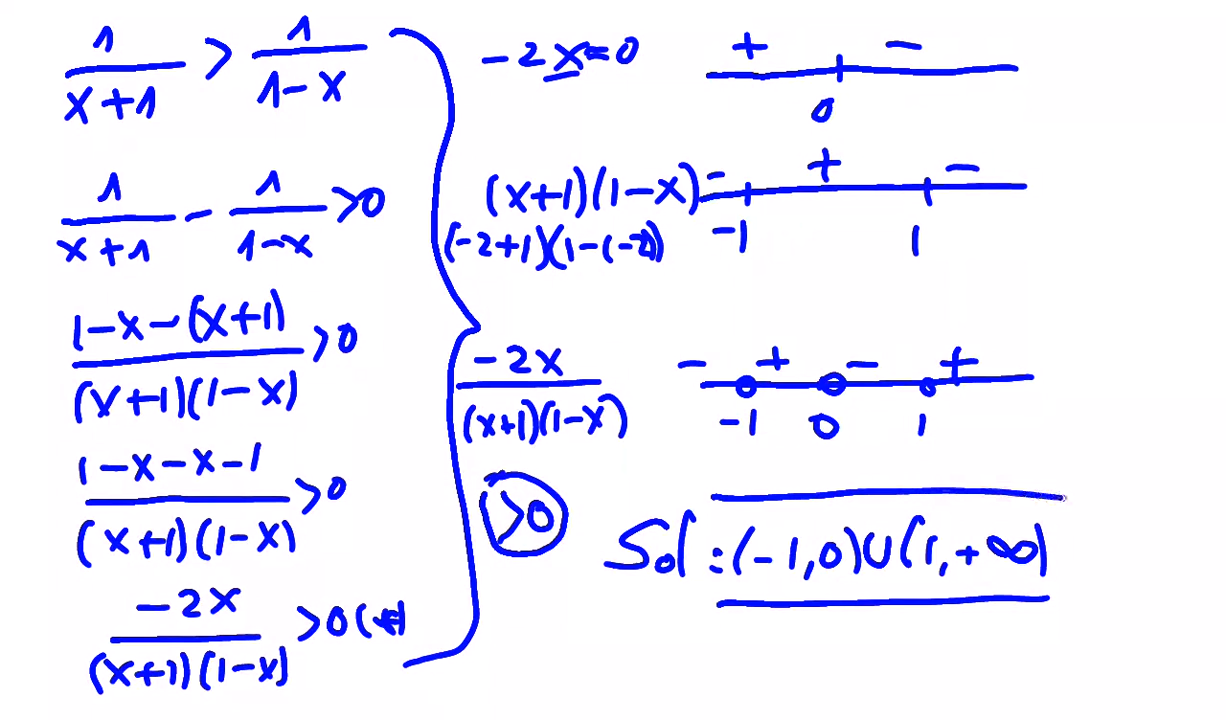 1/(x+1) > 1/(1-x)
1/(x+1) - 1/(1-x) >0
(1-x-(x+1))/((x+1)(1-x)) >0
(1-x-x-1)/((x+1)(1-x)) >0
(-2x)/((x+1)(1-x)) >0
-2x=0
+ -
0
(x+1)(1-x) - + -
(-2+1)(1-(-2)) -1 1
(-2x)/((x+1)(1-x)) - + - +
-1 0 1
>0
Sol:(-1,0)∪(1,+∞)